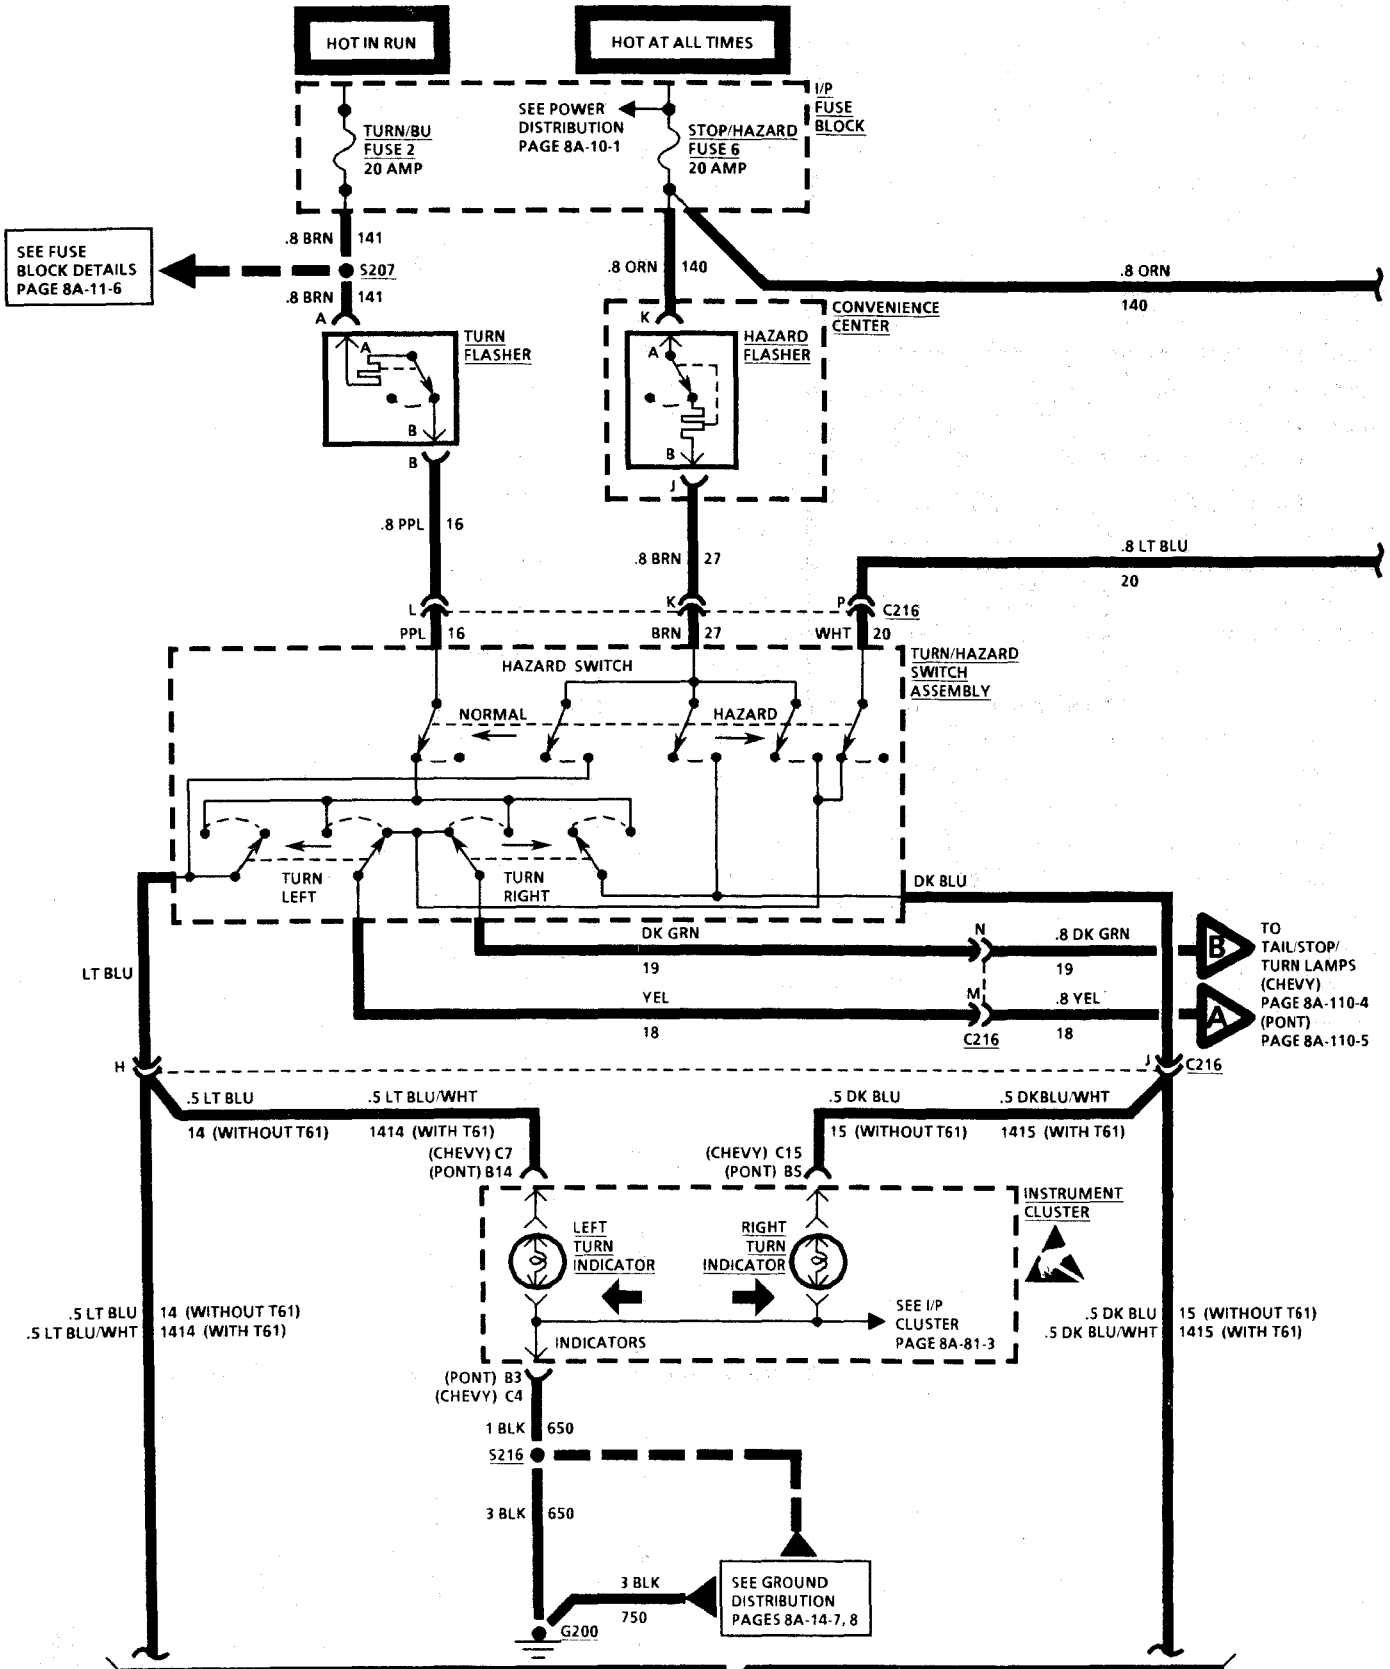 HOT IN RUN
HOT AT ALL TIMES
I/P
FUSE
BLOCK
TURN/BU
FUSE 2
20 AMP
SEE POWER
DISTRIBUTION
PAGE 8A-10-1
STOP/HAZARD
FUSE 6
20 AMP
SEE FUSE
BLOCK DETAILS
PAGE 8A-11-6
.8 BRN 141
S207
.8 BRN 141
A
.8 ORN 140
.8 ORN
140
K
CONVENIENCE
CENTER
TURN
FLASHER
A
B
B
HAZARD
FLASHER
A
B
J
.8 PPL 16
.8 BRN 27
.8 LT BLU
20
L
K
P
C216
PPL 16
BRN 27
WHT 20
TURN/HAZARD
SWITCH
ASSEMBLY
HAZARD SWITCH
NORMAL
HAZARD
TURN
LEFT
TURN
RIGHT
DK BLU
LT BLU
DK GRN
19
N
.8 DK GRN
19
B
YEL
18
M
C216
.8 YEL
18
A
TO
TAIL/STOP/
TURN LAMPS
(CHEVY)
PAGE 8A-110-4
(PONT)
PAGE 8A-110-5
H
J
C216
.5 LT BLU
14 (WITHOUT T61)
.5 LT BLU/WHT
1414 (WITH T61)
.5 DK BLU
15 (WITHOUT T61)
.5 DKBLU/WHT
1415 (WITH T61)
(CHEVY) C7
(PONT) B14
(CHEVY) C15
(PONT) B5
INSTRUMENT
CLUSTER
LEFT
TURN
INDICATOR
RIGHT
TURN
INDICATOR
SEE I/P
CLUSTER
PAGE 8A-81-3
INDICATORS
.5 LT BLU 14 (WITHOUT T61)
.5 LT BLU/WHT 1414 (WITH T61)
.5 DK BLU 15 (WITHOUT T61)
.5 DK BLU/WHT 1415 (WITH T61)
(PONT) B3
(CHEVY) C4
1 BLK 650
S216
3 BLK 650
3 BLK
750
SEE GROUND
DISTRIBUTION
PAGES 8A-14-7, 8
G200